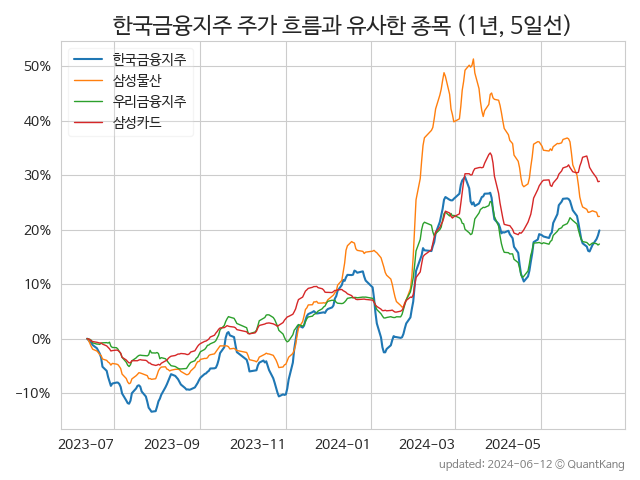 한국금융지주 주가 흐름과 유사한 종목 (1년, 5일선)
한국금융지주
삼성물산
우리금융지주
삼성카드
50%
40%
30%
20%
10%
0%
−10%
2023-07 2023-09 2023-11 2024-01 2024-03 2024-05
updated: 2024-06-12 © QuantKang